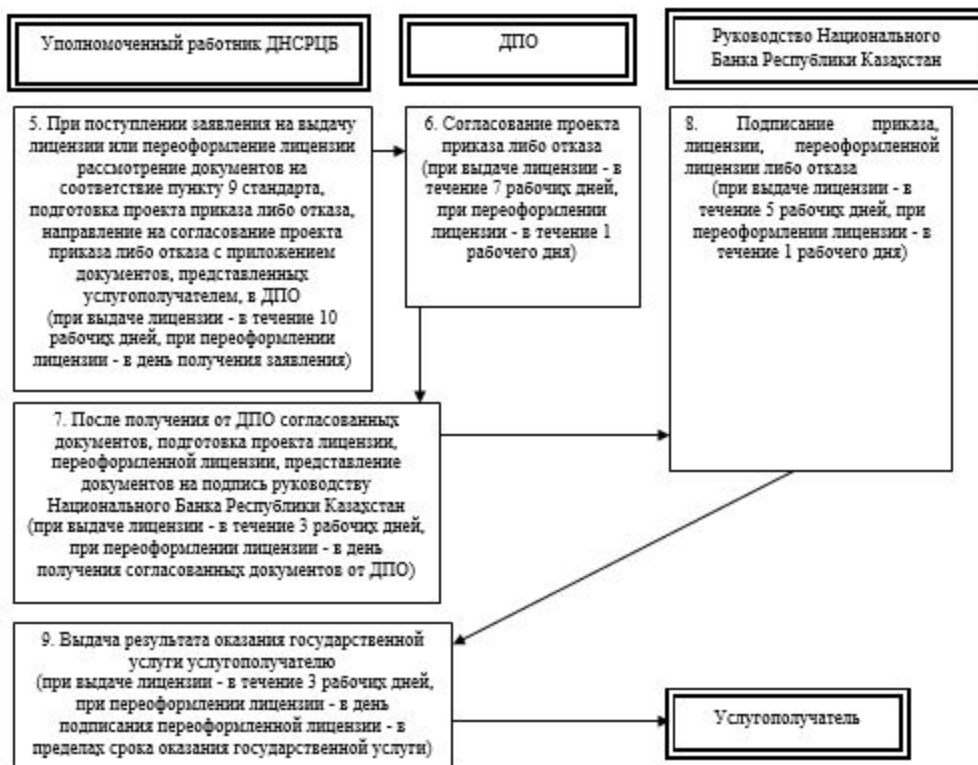 Уполномоченный работник ДНСРЦБ
ДПО
Руководство Национального
Банка Республики Казахстан
5. При поступлении заявления на выдачу
лицензии или переоформление лицензии
рассмотрение документов на
соответствие пункту 9 стандарта,
подготовка проекта приказа либо отказа,
направление на согласование проекта
приказа либо отказа с приложением
документов, представленных
услугополучателем, в ДПО
(при выдаче лицензии - в течение 10
рабочих дней, при переоформлении
лицензии - в день получения заявления)
6. Согласование проекта
приказа либо отказа
(при выдаче лицензии - в
течение 7 рабочих дней,
при переоформлении
лицензии - в течение 1
рабочего дня)
8. Подписание приказа,
лицензии, переоформленной
лицензии либо отказа
(при выдаче лицензии - в
течение 5 рабочих дней, при
переоформлении лицензии - в
течение 1 рабочего дня)
7. После получения от ДПО согласованных
документов, подготовка проекта лицензии,
переоформленной лицензии, представление
документов на подпись руководству
Национального Банка Республики Казахстан
(при выдаче лицензии - в течение 3 рабочих дней,
при переоформлении лицензии - в день
получения согласованных документов от ДПО)
9. Выдача результата оказания государственной
услуги услугополучателю
(при выдаче лицензии - в течение 3 рабочих дней,
при переоформлении лицензии - в день
подписания переоформленной лицензии - в
пределах срока оказания государственной услуги)
Услугополучатель